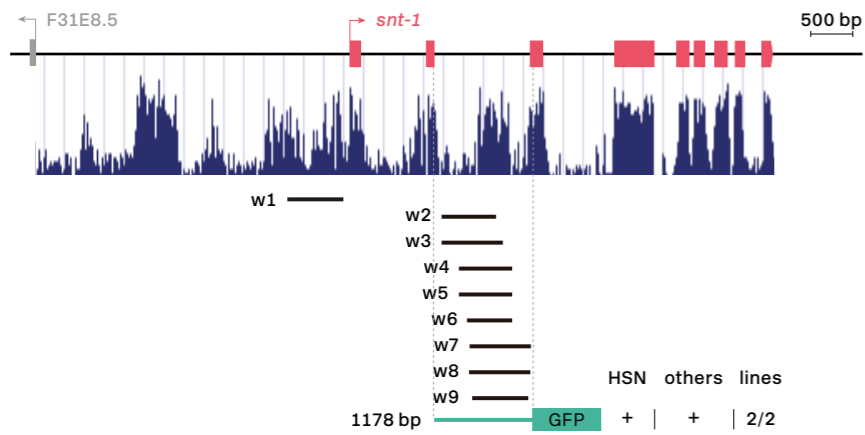 F31E8.5
snt-1
500 bp
w1
w2
w3
w4
w5
w6
w7
w8
w9
HSN others lines
1178 bp GFP + | + | 2/2